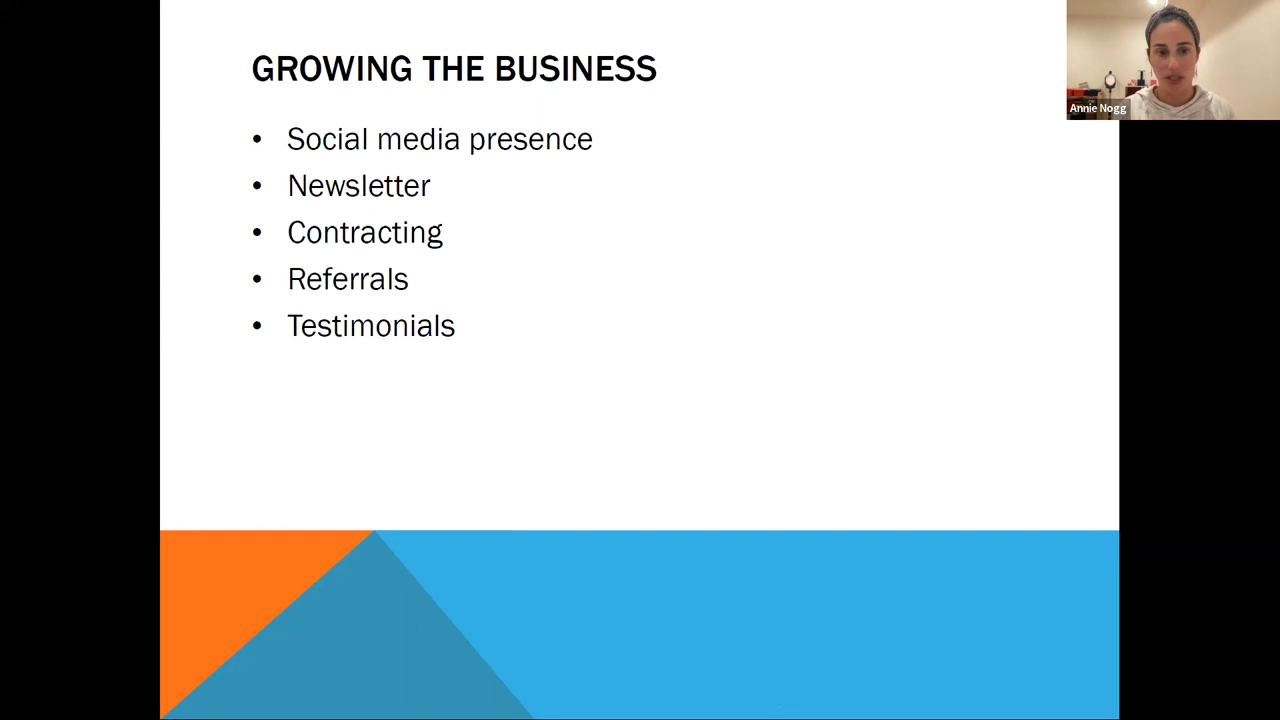 GROWING THE BUSINESS
• Social media presence
• Newsletter
• Contracting
• Referrals
• Testimonials
Annie Nogg